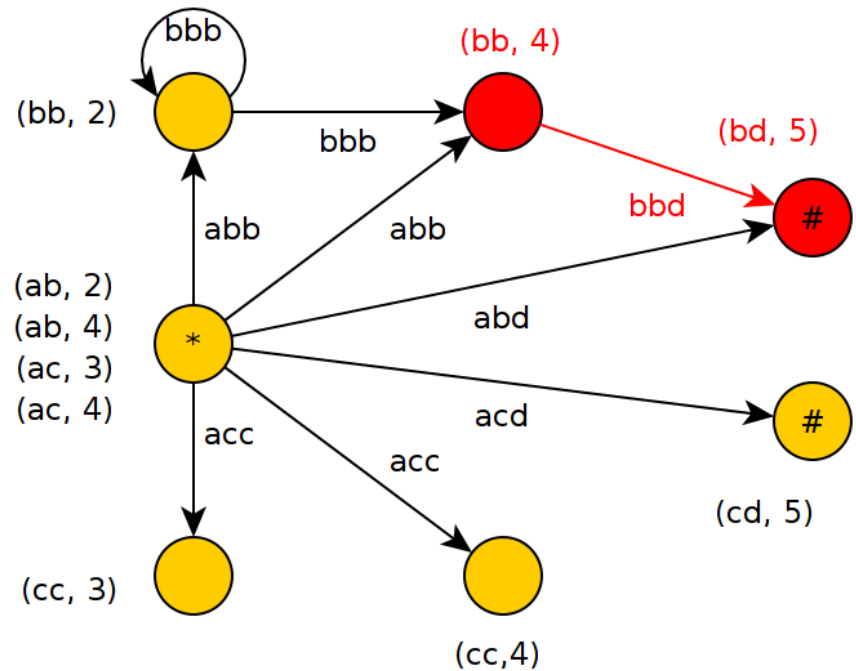 bbb
(bb, 4)
(bb, 2)
(bd, 5)
bbb
bbd
#
abb
abb
(ab, 2)
(ab, 4)
(ac, 3)
(ac, 4)
*
abd
acd
#
acc
acc
(cd, 5)
(cc, 3)
(cc,4)